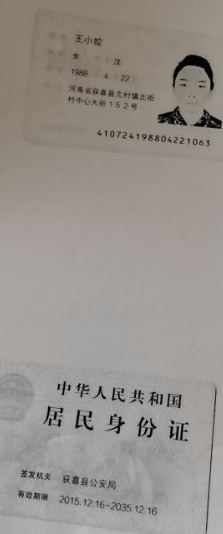 王小姣
女 汉
1988 4 22
河南省获嘉县亢村镇北街
村中心大街152号
410724198804221063
中华人民共和国
居民身份证
签发机关 获嘉县公安局
有效期限 2015.12.16-2035.12.16